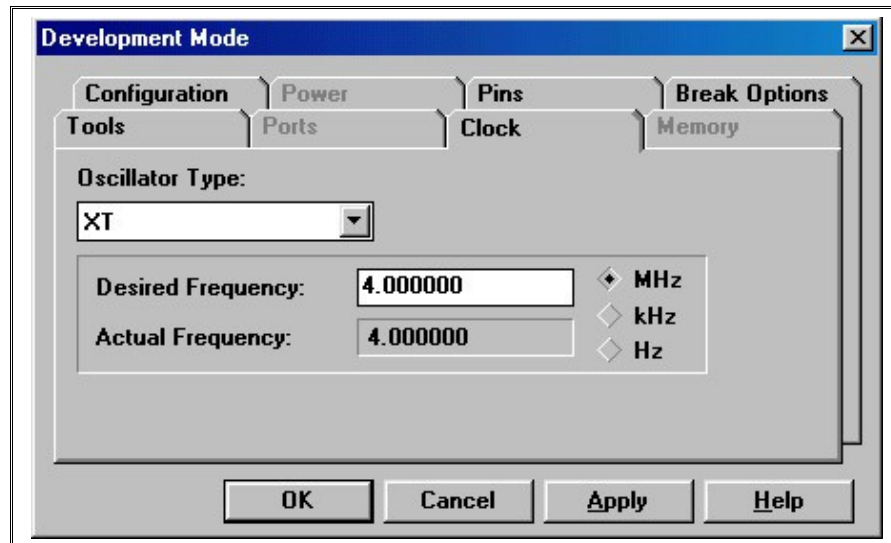 Development Mode
Configuration Power Pins Break Options
Tools Ports Clock Memory
Oscillator Type:
XT
Desired Frequency: 4.000000 MHz
kHz
Actual Frequency: 4.000000
Hz
OK Cancel Apply Help